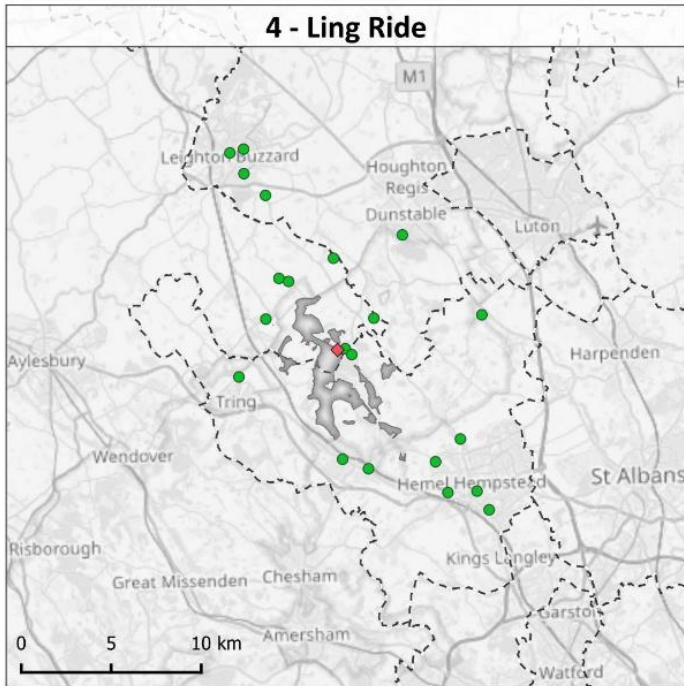 4 - Ling Ride
M1
H
Leighton Buzzard
Houghton
Regis
Dunstable
Luton
Aylesbury
Harpenden
Tring
Wendover
St Albans
Hemel Hempstead
Risborough
Kings Langley
Great Missenden
Chesham
Garston
Amersham
0 5 10 km
Watford